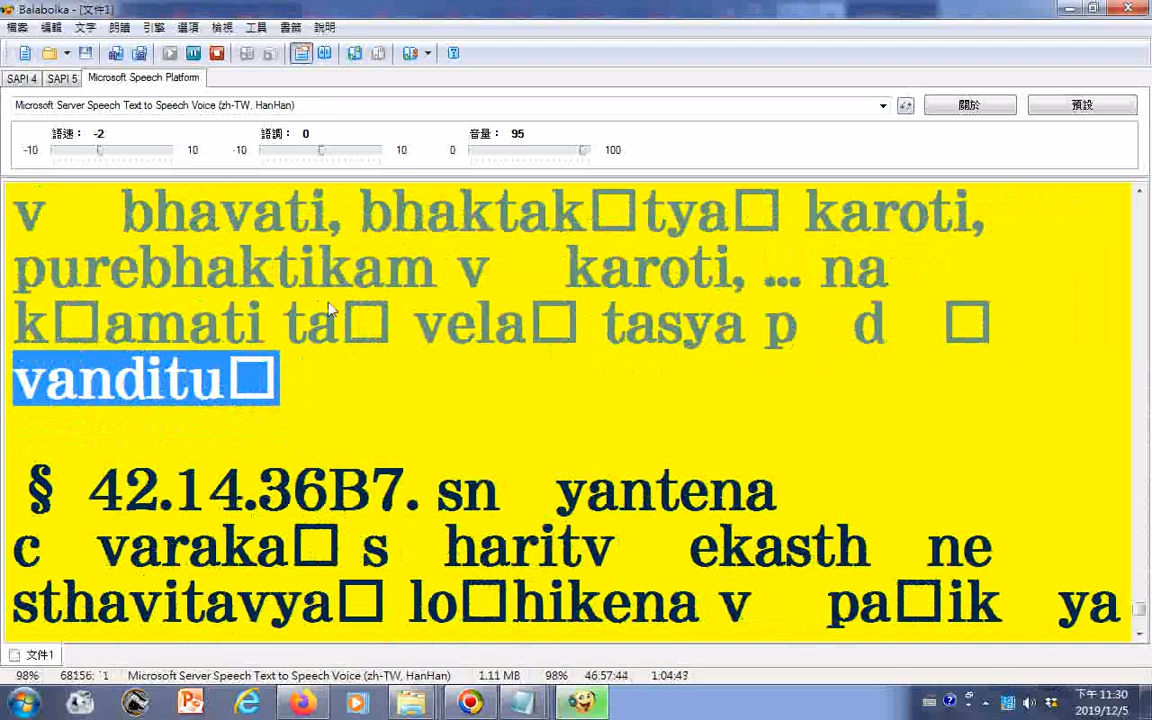 Balabolka - [文件1]
檔案 編輯 文字 朗讀 引擎 選項 檢視 工具 書籤 說明
SAPI 4 SAPI 5 Microsoft Speech Platform
Microsoft Server Speech Text to Speech Voice (zh-TW, HanHan) 關於 預設
語速： -2 語調： 0 音量： 95
-10 10 -10 10 0 100
v bhavati, bhaktak□tya□ karoti,
purebhaktikam v karoti, ... na
k□amati ta□ vela□ tasya p d □
vanditu□
§ 42.14.36B7. sn yantena
c varaka□ s haritv ekasth ne
sthavitavya□ lo□hikena v pa□ik ya
文件1
98% 68156: 1 Microsoft Server Speech Text to Speech Voice (zh-TW, HanHan) 1.11 MB 98% 46:57:44 1:04:43
下午 11:30
2019/12/5